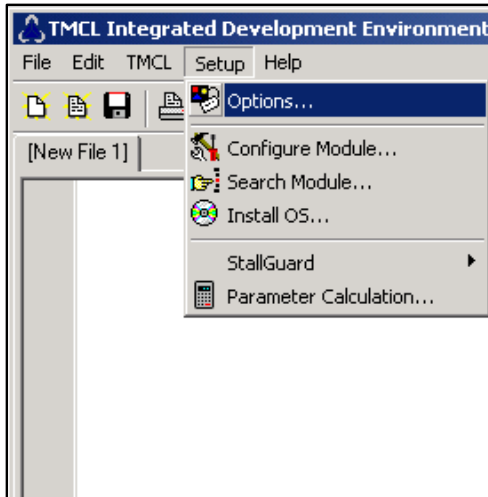 TMCL Integrated Development Environment
File Edit TMCL Setup Help
Options...
[New File 1]
Configure Module...
Search Module...
Install OS...
StallGuard
Parameter Calculation...